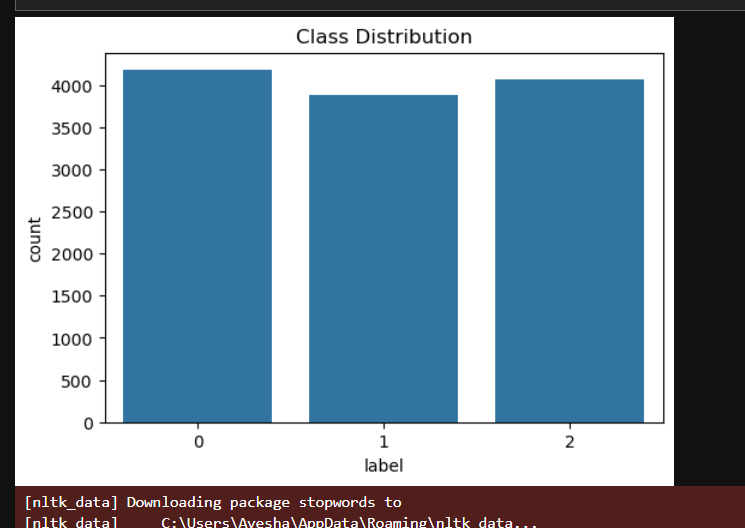 Class Distribution
4000
3500
3000
2500
2000
1500
1000
500
0
count
0 1 2
label
[nltk_data] Downloading package stopwords to
[nltk_data] C:\Users\Ayesha\AppData\Roaming\nltk_data...